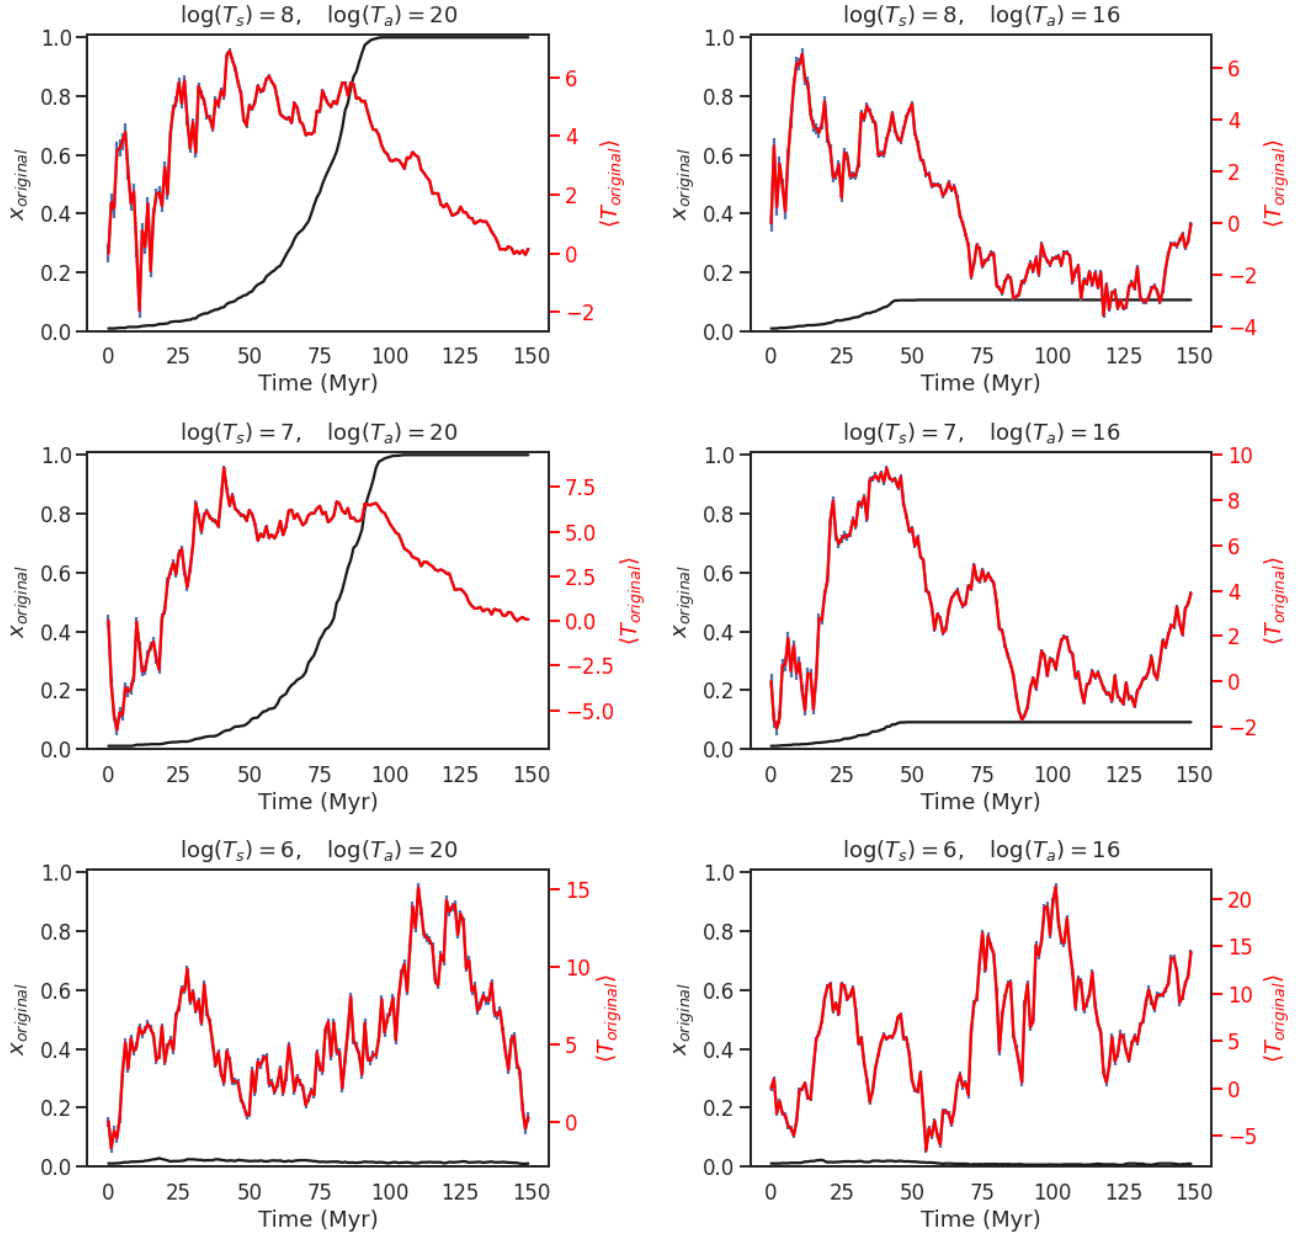 log(T_s) = 8, log(T_a) = 20
1.0
0.8
0.6
0.4
0.2
0.0
x_original
6
4
2
0
−2
⟨T_original⟩
0 25 50 75 100 125 150
Time (Myr)
log(T_s) = 8, log(T_a) = 16
1.0
0.8
0.6
0.4
0.2
0.0
x_original
6
4
2
0
−2
−4
⟨T_original⟩
0 25 50 75 100 125 150
Time (Myr)
log(T_s) = 7, log(T_a) = 20
1.0
0.8
0.6
0.4
0.2
0.0
x_original
7.5
5.0
2.5
0.0
−2.5
−5.0
⟨T_original⟩
0 25 50 75 100 125 150
Time (Myr)
log(T_s) = 7, log(T_a) = 16
1.0
0.8
0.6
0.4
0.2
0.0
x_original
10
8
6
4
2
0
−2
⟨T_original⟩
0 25 50 75 100 125 150
Time (Myr)
log(T_s) = 6, log(T_a) = 20
1.0
0.8
0.6
0.4
0.2
0.0
x_original
15
10
5
0
⟨T_original⟩
0 25 50 75 100 125 150
Time (Myr)
log(T_s) = 6, log(T_a) = 16
1.0
0.8
0.6
0.4
0.2
0.0
x_original
20
15
10
5
0
−5
⟨T_original⟩
0 25 50 75 100 125 150
Time (Myr)